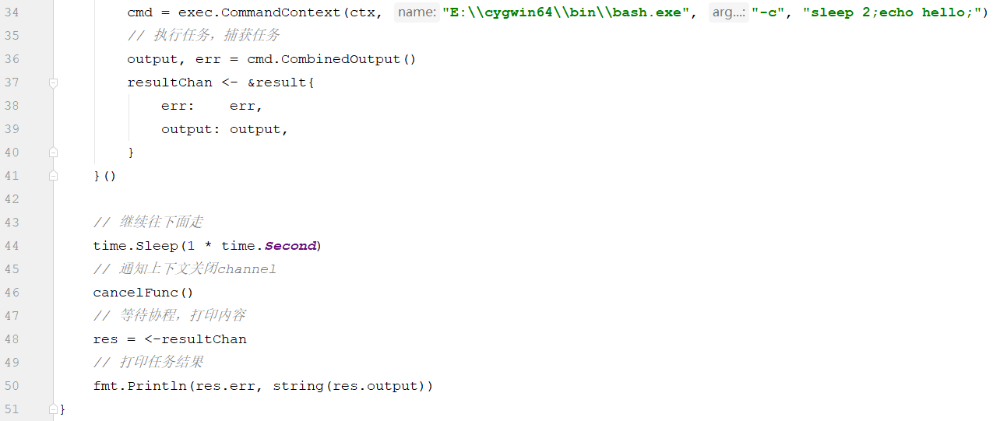 34 cmd = exec.CommandContext(ctx, name: "E:\\cygwin64\\bin\\bash.exe", arg...: "-c", "sleep 2;echo hello;")
35 // 执行任务，捕获任务
36 output, err = cmd.CombinedOutput()
37 resultChan <- &result{
38 err:    err,
39 output: output,
40 }
41 }()
42
43 // 继续往下面走
44 time.Sleep(1 * time.Second)
45 // 通知上下文关闭channel
46 cancelFunc()
47 // 等待协程，打印内容
48 res = <-resultChan
49 // 打印任务结果
50 fmt.Println(res.err, string(res.output))
51 }